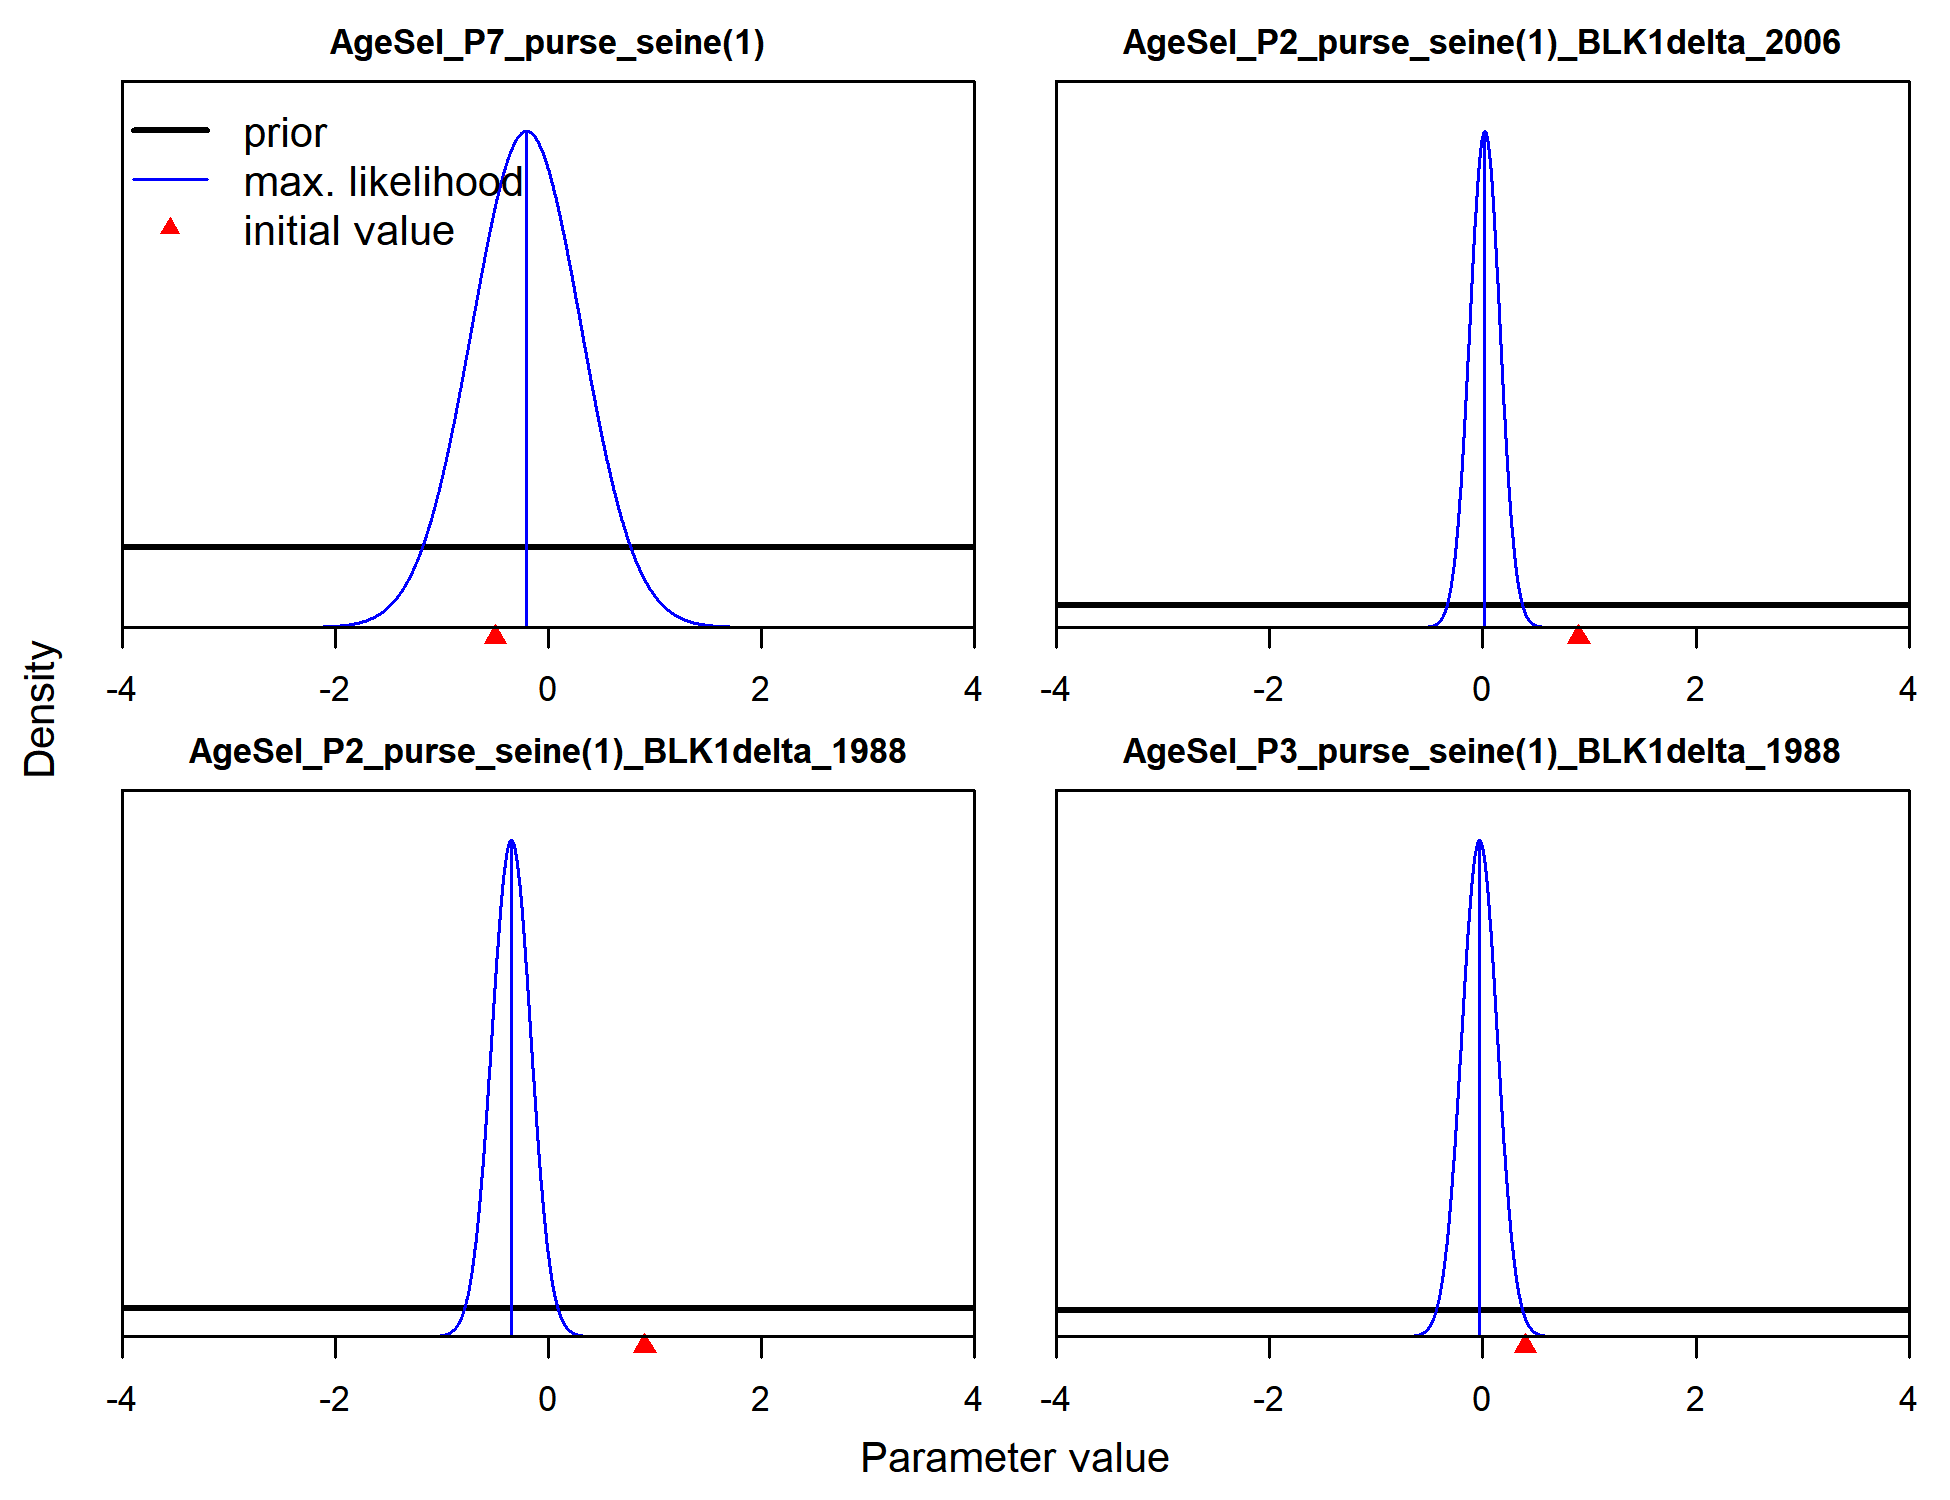 AgeSel_P7_purse_seine(1)
AgeSel_P2_purse_seine(1)_BLK1delta_2006
prior
max. likelihood
initial value
-4 -2 0 2 4
-4 -2 0 2 4
Density
AgeSel_P2_purse_seine(1)_BLK1delta_1988
AgeSel_P3_purse_seine(1)_BLK1delta_1988
-4 -2 0 2 4
-4 -2 0 2 4
Parameter value